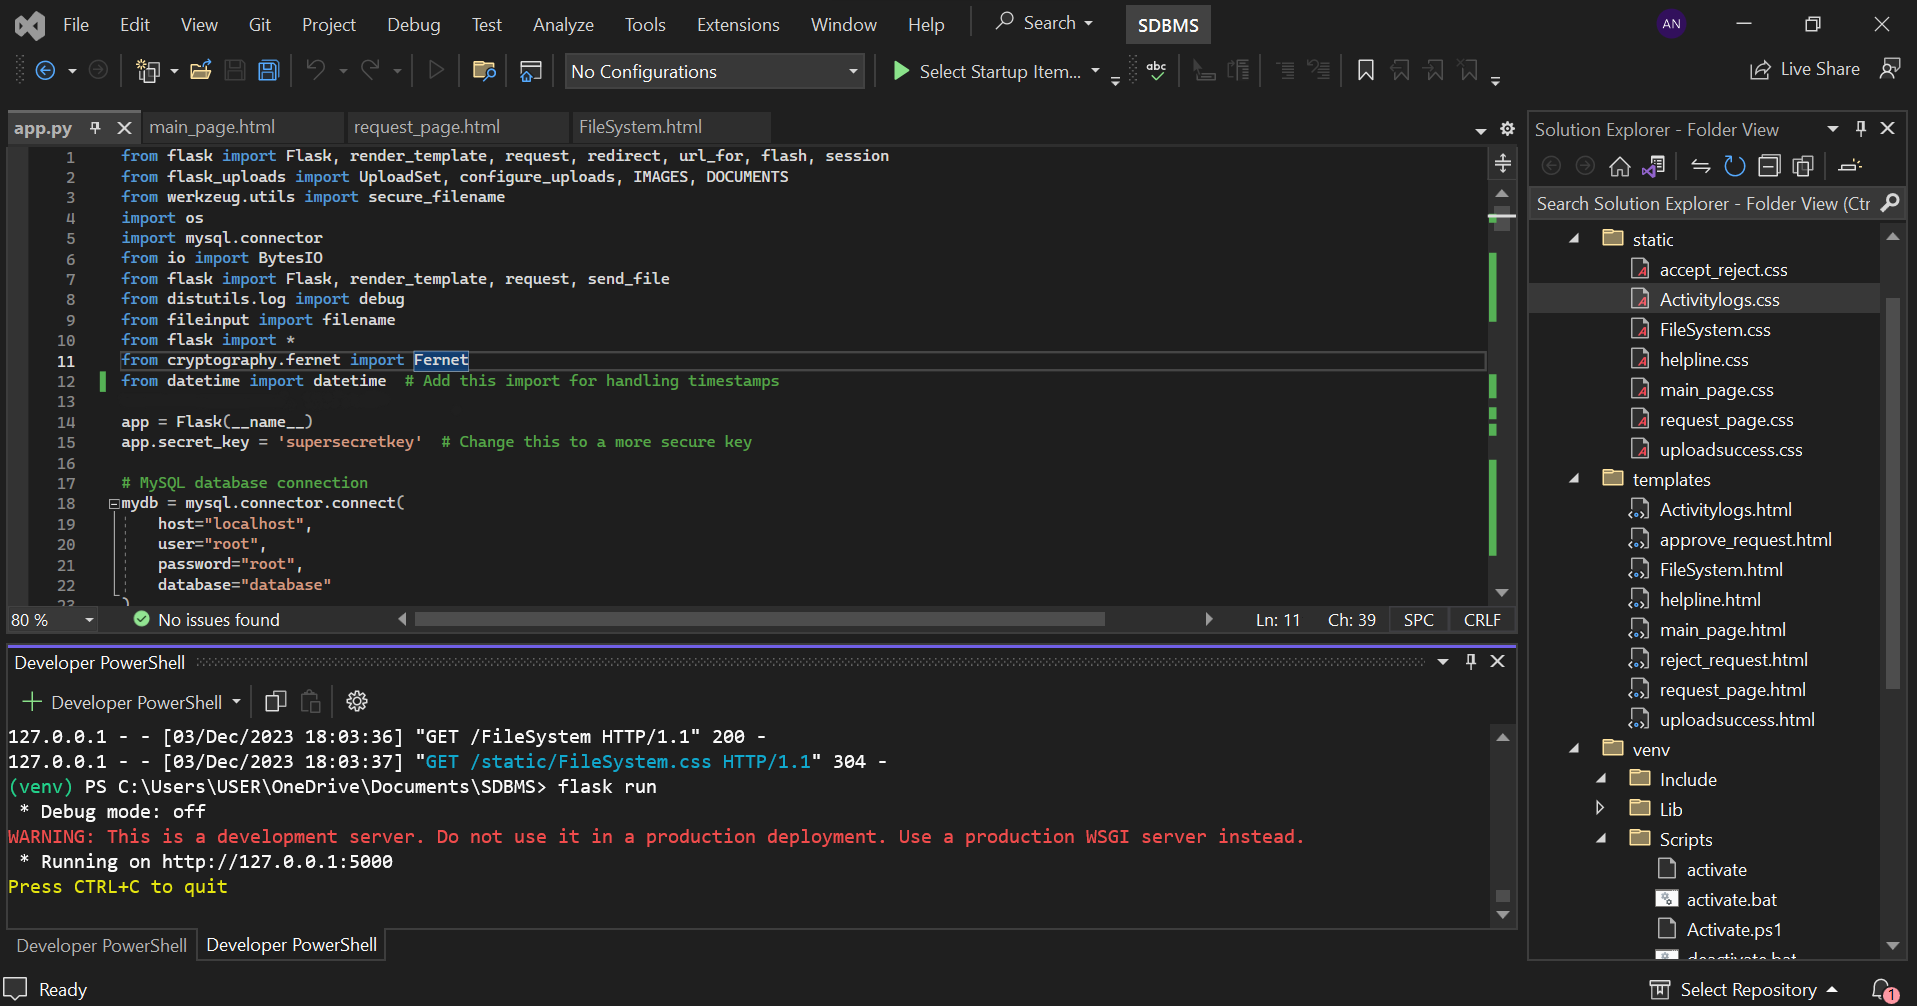 File Edit View Git Project Debug Test Analyze Tools Extensions Window Help Search SDBMS AN
No Configurations Select Startup Item... abc Live Share
app.py main_page.html request_page.html FileSystem.html
1 from flask import Flask, render_template, request, redirect, url_for, flash, session
2 from flask_uploads import UploadSet, configure_uploads, IMAGES, DOCUMENTS
3 from werkzeug.utils import secure_filename
4 import os
5 import mysql.connector
6 from io import BytesIO
7 from flask import Flask, render_template, request, send_file
8 from distutils.log import debug
9 from fileinput import filename
10 from flask import *
11 from cryptography.fernet import Fernet
12 from datetime import datetime  # Add this import for handling timestamps
13
14 app = Flask(__name__)
15 app.secret_key = 'supersecretkey'  # Change this to a more secure key
16
17 # MySQL database connection
18 mydb = mysql.connector.connect(
19 host="localhost",
20 user="root",
21 password="root",
22 database="database"
23 )
80 % No issues found Ln: 11 Ch: 39 SPC CRLF
Developer PowerShell
Developer PowerShell
127.0.0.1 - - [03/Dec/2023 18:03:36] "GET /FileSystem HTTP/1.1" 200 -
127.0.0.1 - - [03/Dec/2023 18:03:37] "GET /static/FileSystem.css HTTP/1.1" 304 -
(venv) PS C:\Users\USER\OneDrive\Documents\SDBMS> flask run
* Debug mode: off
WARNING: This is a development server. Do not use it in a production deployment. Use a production WSGI server instead.
* Running on http://127.0.0.1:5000
Press CTRL+C to quit
Developer PowerShell Developer PowerShell
Solution Explorer - Folder View
Search Solution Explorer - Folder View (Ctr
static
accept_reject.css
Activitylogs.css
FileSystem.css
helpline.css
main_page.css
request_page.css
uploadsuccess.css
templates
Activitylogs.html
approve_request.html
FileSystem.html
helpline.html
main_page.html
reject_request.html
request_page.html
uploadsuccess.html
venv
Include
Lib
Scripts
activate
activate.bat
Activate.ps1
deactivate.bat
Ready Select Repository 1